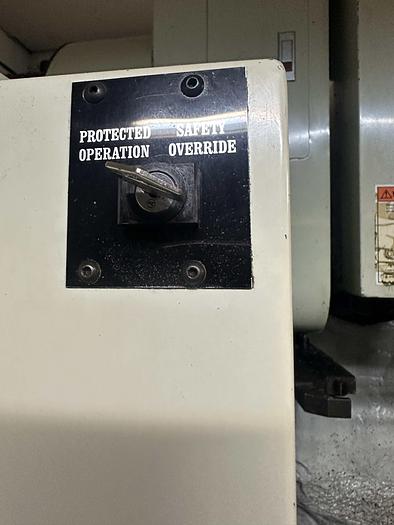 PROTECTED SAFETY
OPERATION OVERRIDE